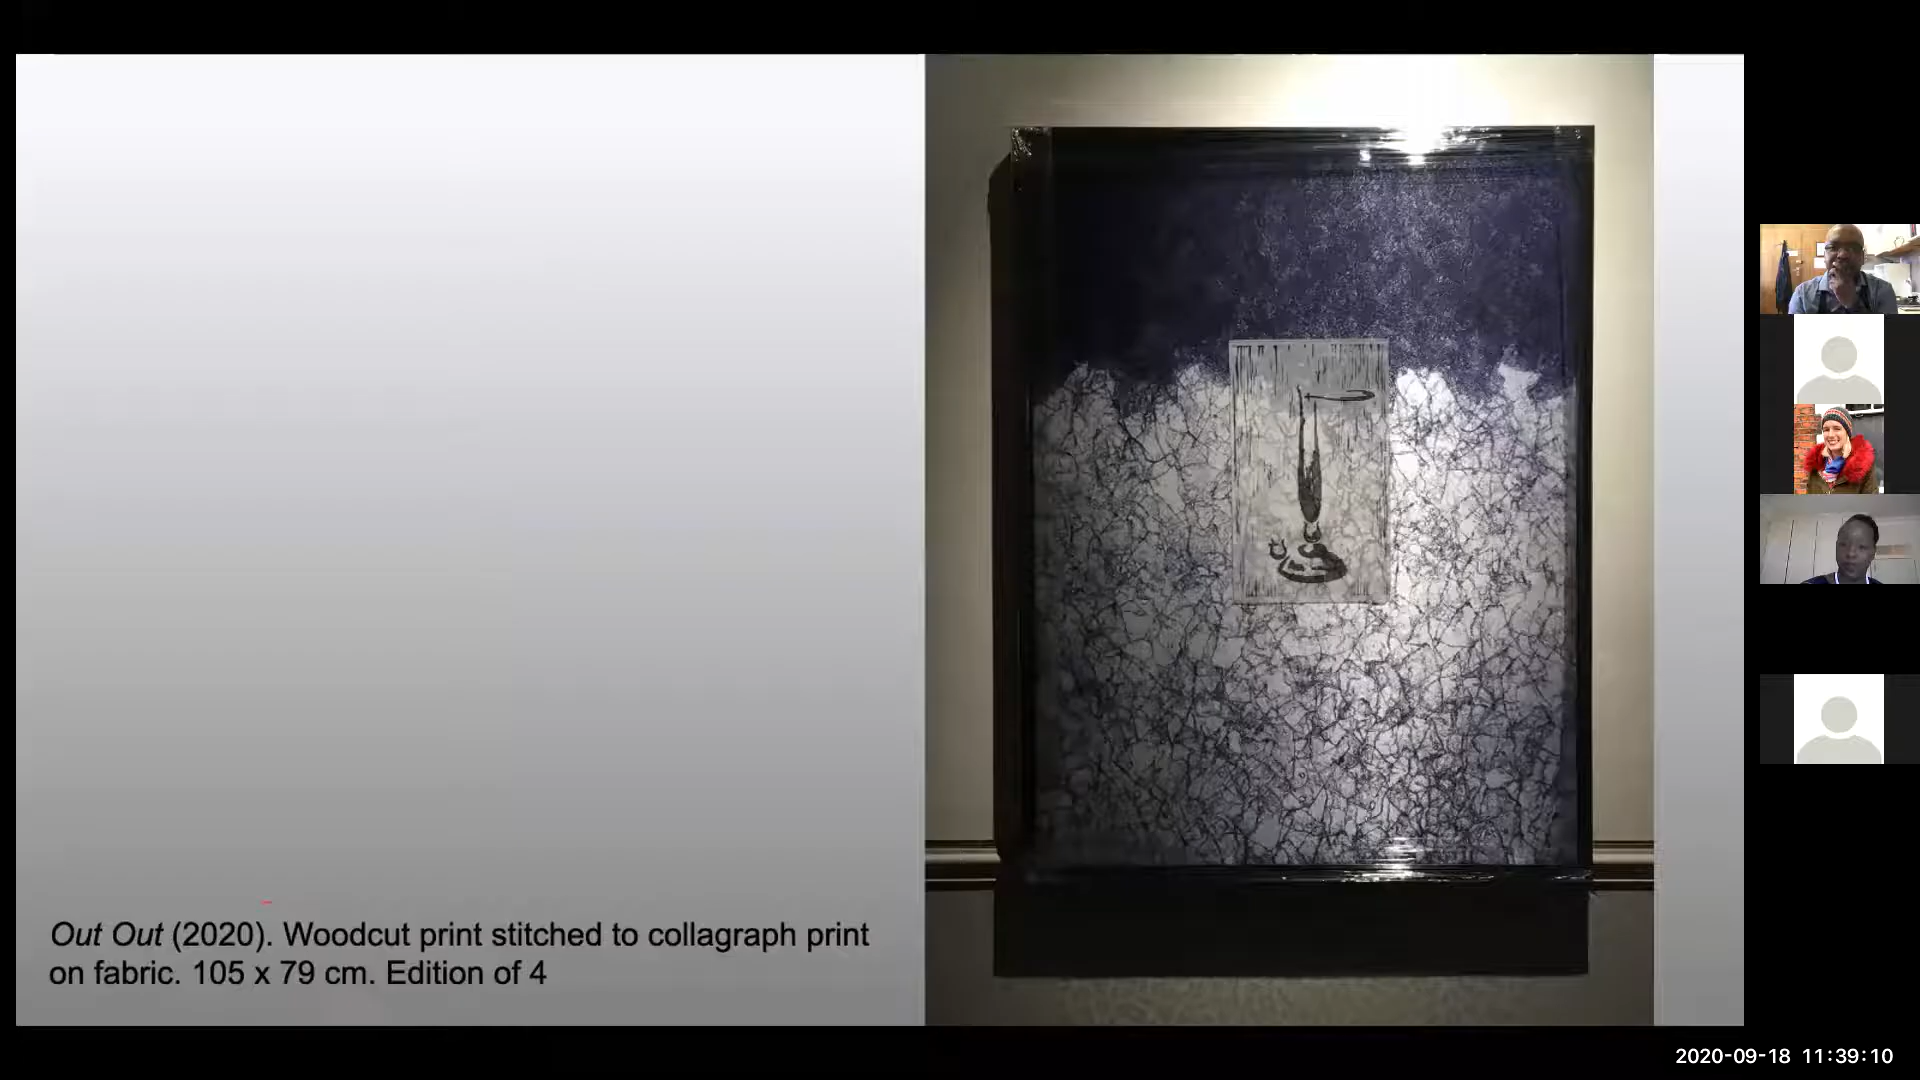 Out Out (2020). Woodcut print stitched to collagraph print
on fabric. 105 x 79 cm. Edition of 4
2020-09-18 11:39:10